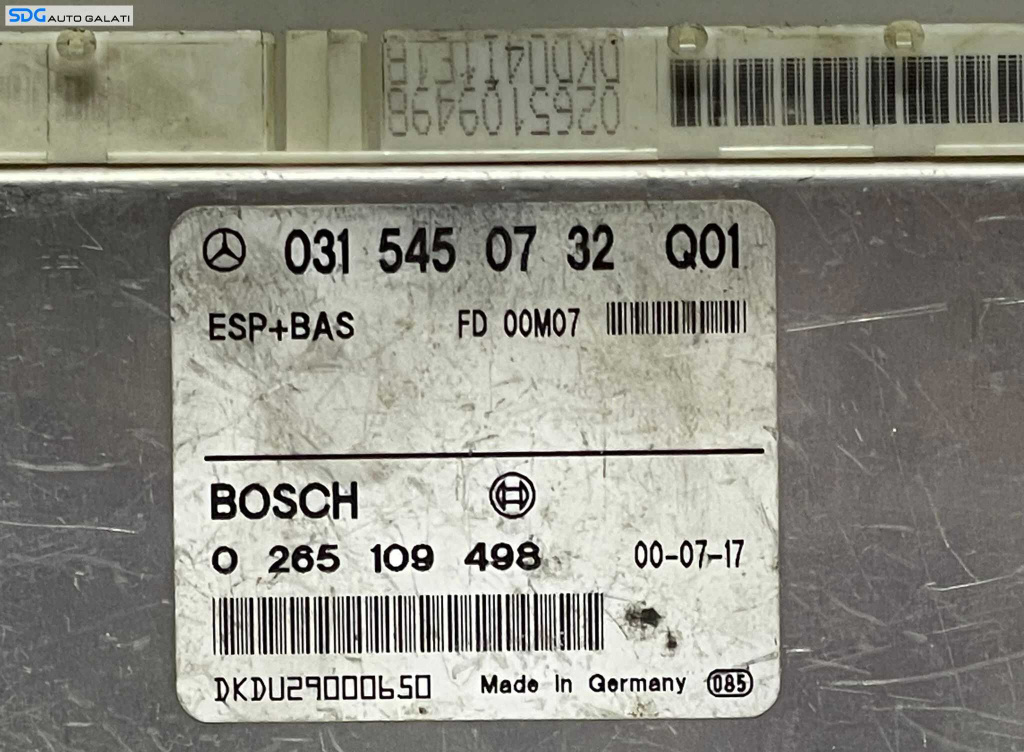 SDG AUTO GALATI
0265109498
031 545 07 32 Q01
ESP+BAS FD 00M07
BOSCH
0 265 109 498 00-07-17
DKDU29000650 Made in Germany 085